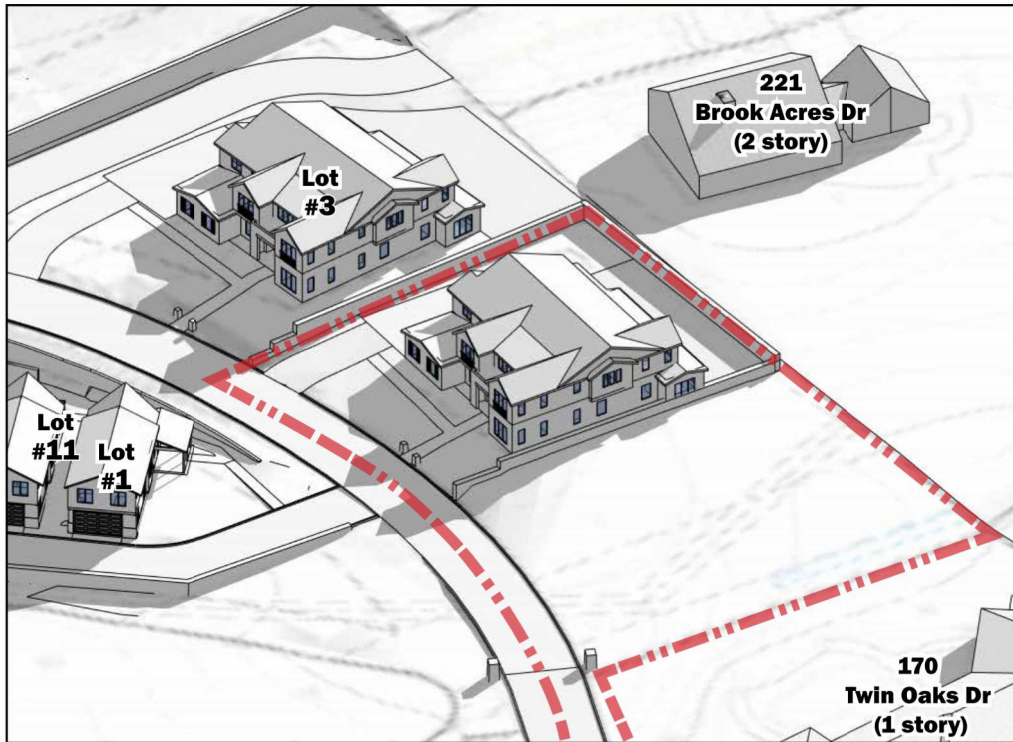 221
Brook Acres Dr
(2 story)
Lot
#3
Lot
#11
Lot
#1
170
Twin Oaks Dr
(1 story)